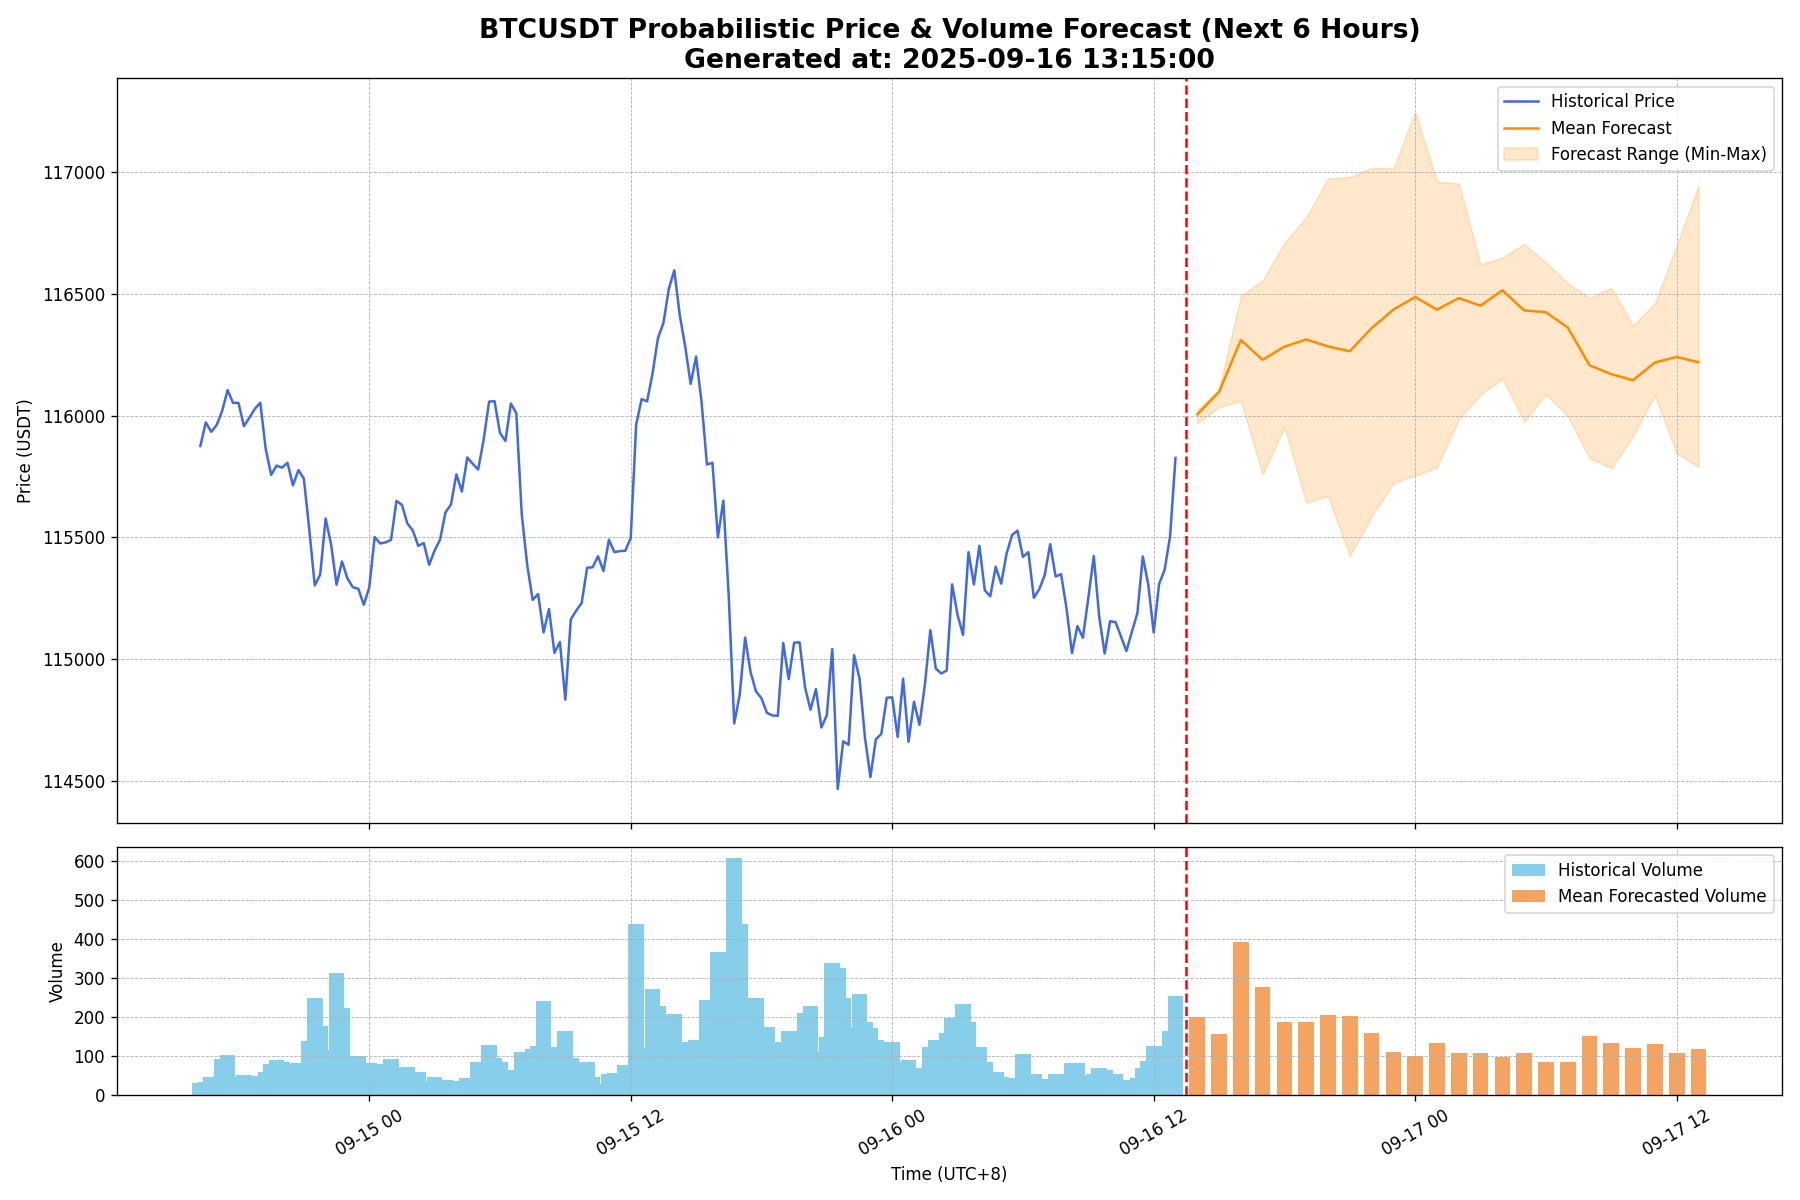 BTCUSDT Probabilistic Price & Volume Forecast (Next 6 Hours)
Generated at: 2025-09-16 13:15:00
Historical Price
Mean Forecast
Forecast Range (Min-Max)
Price (USDT)
117000
116500
116000
115500
115000
114500
Historical Volume
Mean Forecasted Volume
Volume
600
500
400
300
200
100
0
09-15 00
09-15 12
09-16 00
09-16 12
09-17 00
09-17 12
Time (UTC+8)